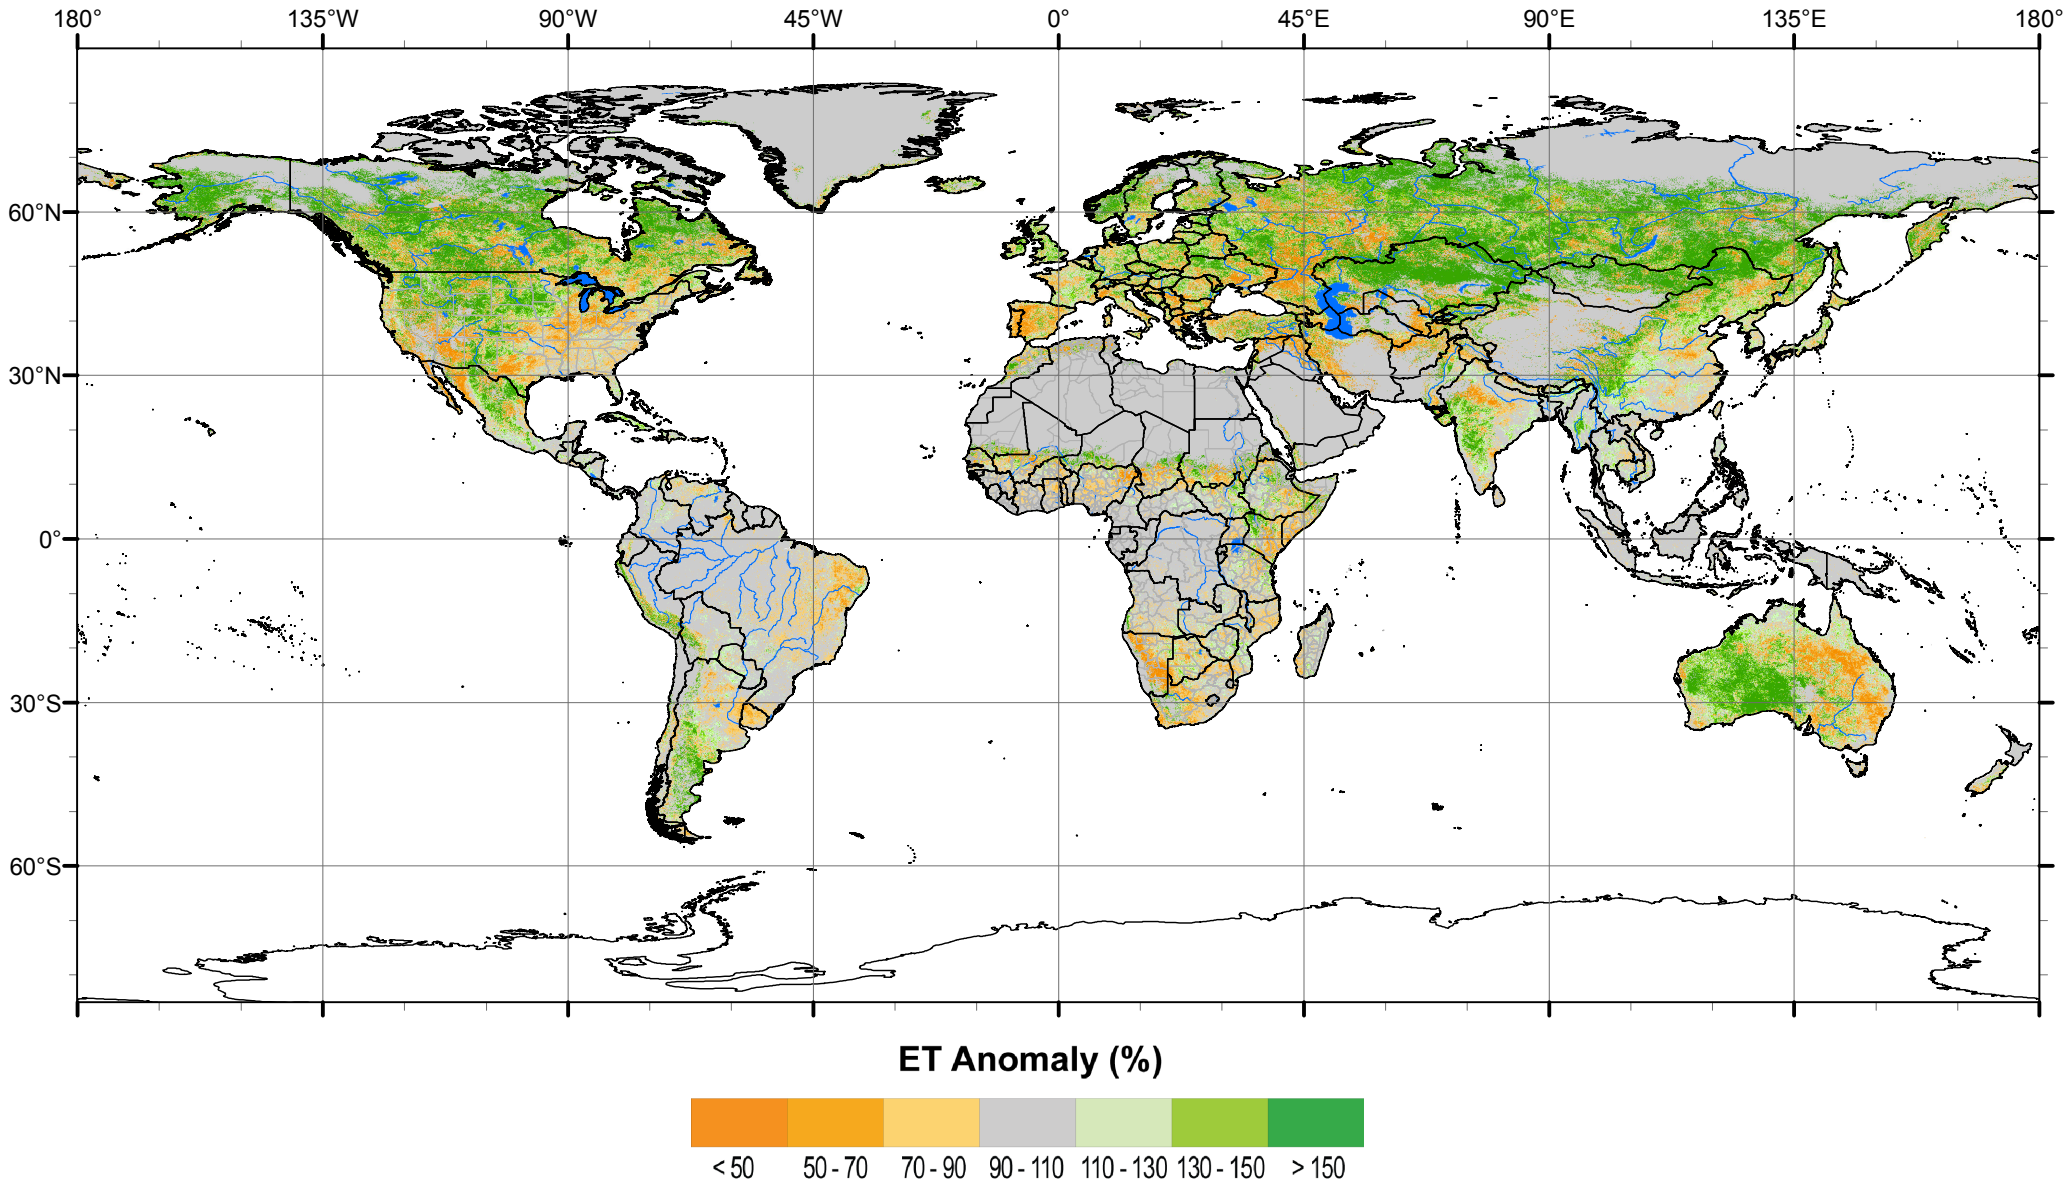 180° 135°W 90°W 45°W 0° 45°E 90°E 135°E 180°
60°N
30°N
0°
30°S
60°S
ET Anomaly (%)
< 50 50 - 70 70 - 90 90 - 110 110 - 130 130 - 150 > 150